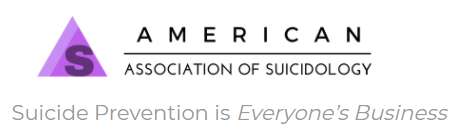 S
AMERICAN
ASSOCIATION OF SUICIDOLOGY
Suicide Prevention is Everyone's Business